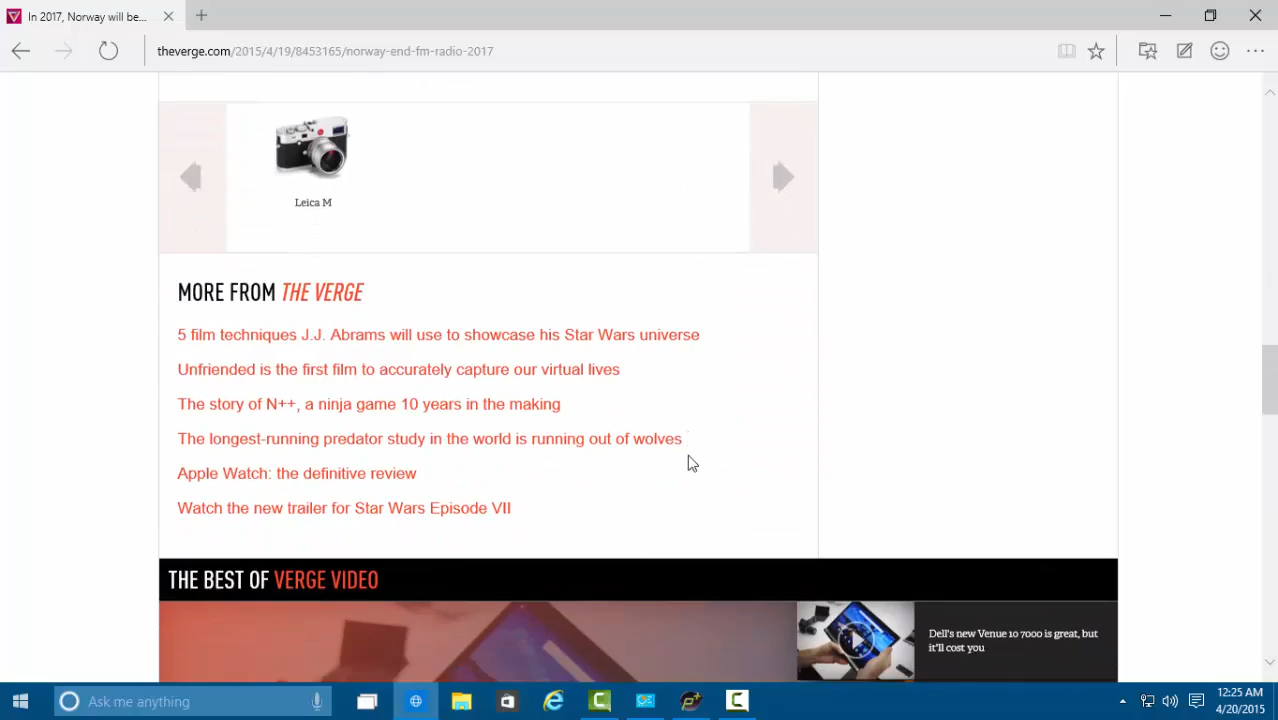 In 2017, Norway will be...
theverge.com/2015/4/19/8453165/norway-end-fm-radio-2017
Leica M
MORE FROM THE VERGE
5 film techniques J.J. Abrams will use to showcase his Star Wars universe
Unfriended is the first film to accurately capture our virtual lives
The story of N++, a ninja game 10 years in the making
The longest-running predator study in the world is running out of wolves
Apple Watch: the definitive review
Watch the new trailer for Star Wars Episode VII
THE BEST OF VERGE VIDEO
Dell's new Venue 10 7000 is great, but
it'll cost you
Ask me anything
12:25 AM
4/20/2015